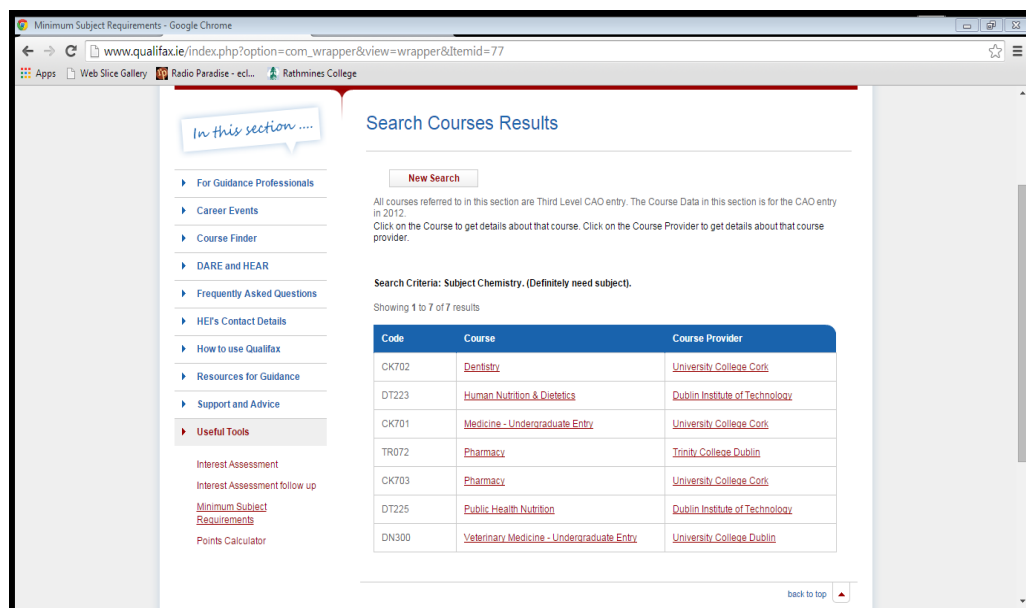 Minimum Subject Requirements - Google Chrome
www.qualifax.ie/index.php?option=com_wrapper&view=wrapper&Itemid=77
Apps Web Slice Gallery Radio Paradise - ecl... Rathmines College
In this section ....
For Guidance Professionals
Career Events
Course Finder
DARE and HEAR
Frequently Asked Questions
HEI's Contact Details
How to use Qualifax
Resources for Guidance
Support and Advice
Useful Tools
Interest Assessment
Interest Assessment follow up
Minimum Subject
Requirements
Points Calculator
Search Courses Results
New Search
All courses referred to in this section are Third Level CAO entry. The Course Data in this section is for the CAO entry
in 2012.
Click on the Course to get details about that course. Click on the Course Provider to get details about that course
provider.
Search Criteria: Subject Chemistry. (Definitely need subject).
Showing 1 to 7 of 7 results
Code Course Course Provider
CK702 Dentistry University College Cork
DT223 Human Nutrition & Dietetics Dublin Institute of Technology
CK701 Medicine - Undergraduate Entry University College Cork
TR072 Pharmacy Trinity College Dublin
CK703 Pharmacy University College Cork
DT225 Public Health Nutrition Dublin Institute of Technology
DN300 Veterinary Medicine - Undergraduate Entry University College Dublin
back to top